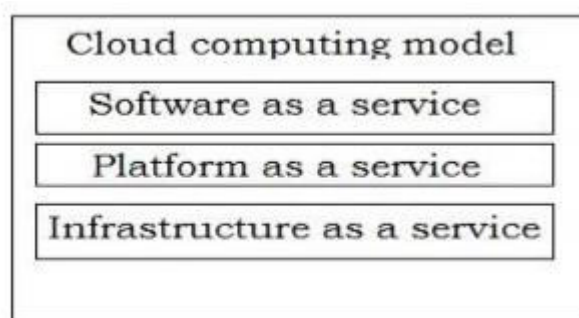 Cloud computing model
Software as a service
Platform as a service
Infrastructure as a service